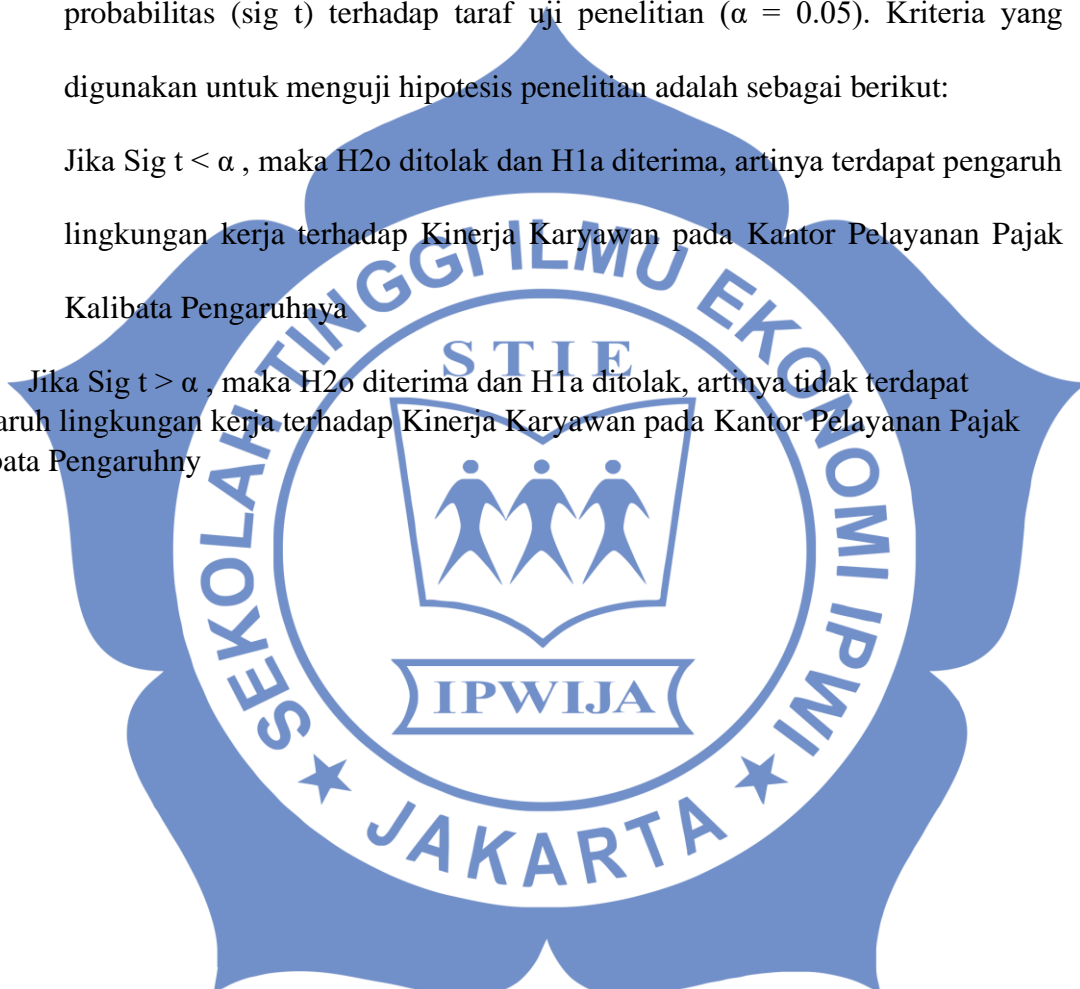 probabilitas (sig t) terhadap taraf uji penelitian (α = 0.05). Kriteria yang
digunakan untuk menguji hipotesis penelitian adalah sebagai berikut:
Jika Sig t < α , maka H2o ditolak dan H1a diterima, artinya terdapat pengaruh
lingkungan kerja terhadap Kinerja Karyawan pada Kantor Pelayanan Pajak
Kalibata Pengaruhnya
Jika Sig t > α , maka H2o diterima dan H1a ditolak, artinya tidak terdapat
aruh lingkungan kerja terhadap Kinerja Karyawan pada Kantor Pelayanan Pajak
ata Pengaruhny
SEKOLAH TINGGI ILMU EKONOMI IPWI
STIE
IPWIJA
JAKARTA